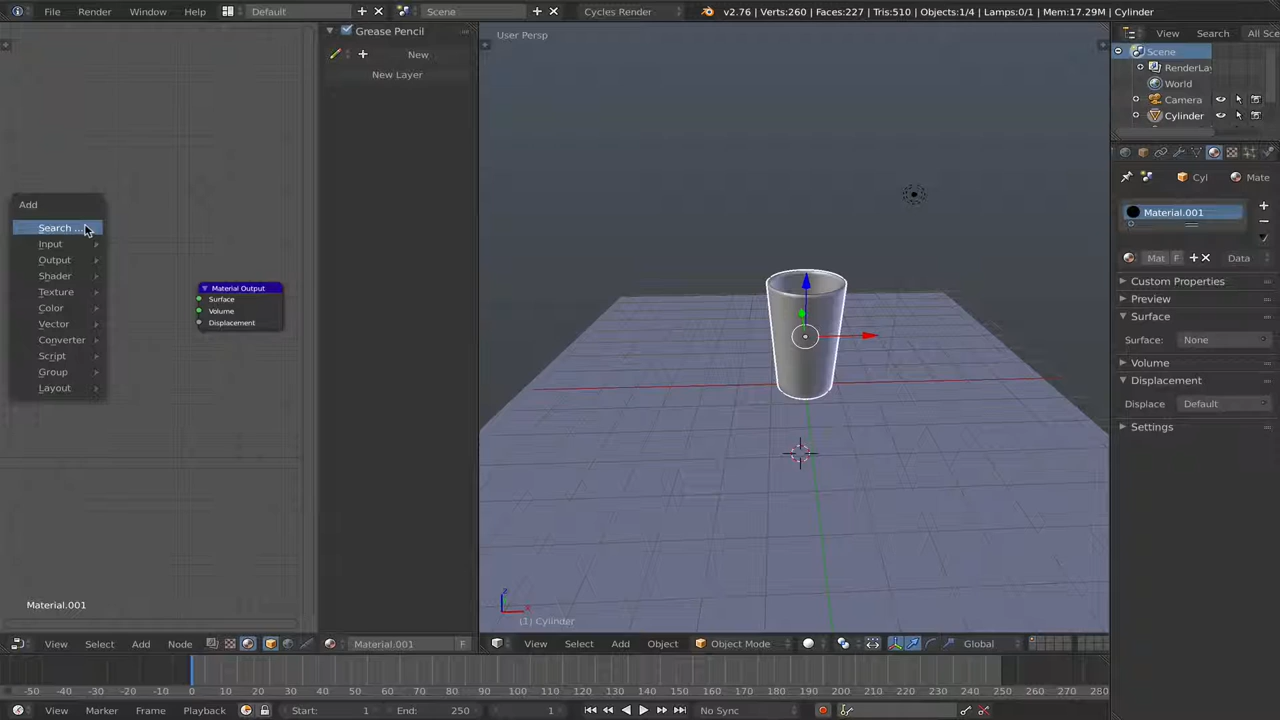 File Render Window Help Default Scene Cycles Render v2.76 | Verts:260 | Faces:227 | Tris:510 | Objects:1/4 | Lamps:0/1 | Mem:17.29M | Cylinder
Grease Pencil
New
New Layer
User Persp
View Search All Sce
Scene
RenderLay
World
Camera
Cylinder
Cyl Mate
Material.001
Mat F Data
Custom Properties
Preview
Surface
Surface: None
Volume
Displacement
Displace Default
Settings
Add
Search ...
Input
Output
Shader
Texture
Color
Vector
Converter
Script
Group
Layout
Material Output
Surface
Volume
Displacement
Material.001
(1) Cylinder
View Select Add Node Material.001 F
View Select Add Object Object Mode Global
-50 -40 -30 -20 -10 0 10 20 30 40 50 60 70 80 90 100 110 120 130 140 150 160 170 180 190 200 210 220 230 240 250 260 270 280
View Marker Frame Playback Start: 1 End: 250 1 No Sync